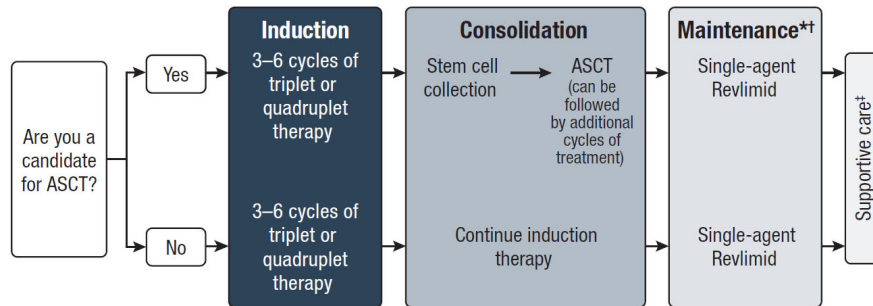 Are you a
candidate
for ASCT?
Yes
No
Induction
3–6 cycles of
triplet or
quadruplet
therapy
3–6 cycles of
triplet or
quadruplet
therapy
Consolidation
Stem cell
collection
ASCT
(can be
followed
by additional
cycles of
treatment)
Continue induction
therapy
Maintenance*†
Single-agent
Revlimid
Single-agent
Revlimid
Supportive care‡